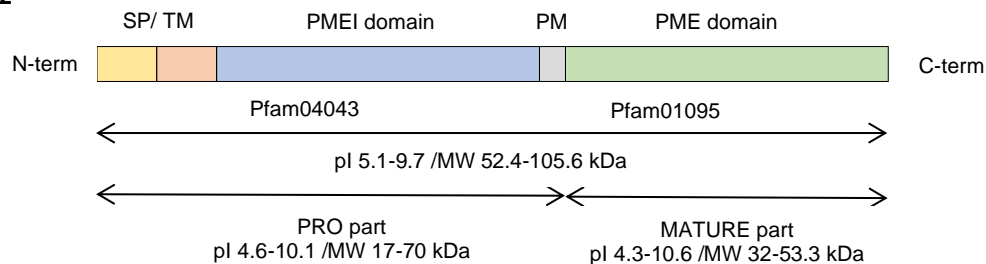 SP/ TM PMEI domain PM PME domain
N-term C-term
Pfam04043 Pfam01095
pI 5.1-9.7 /MW 52.4-105.6 kDa
PRO part MATURE part
pI 4.6-10.1 /MW 17-70 kDa pI 4.3-10.6 /MW 32-53.3 kDa